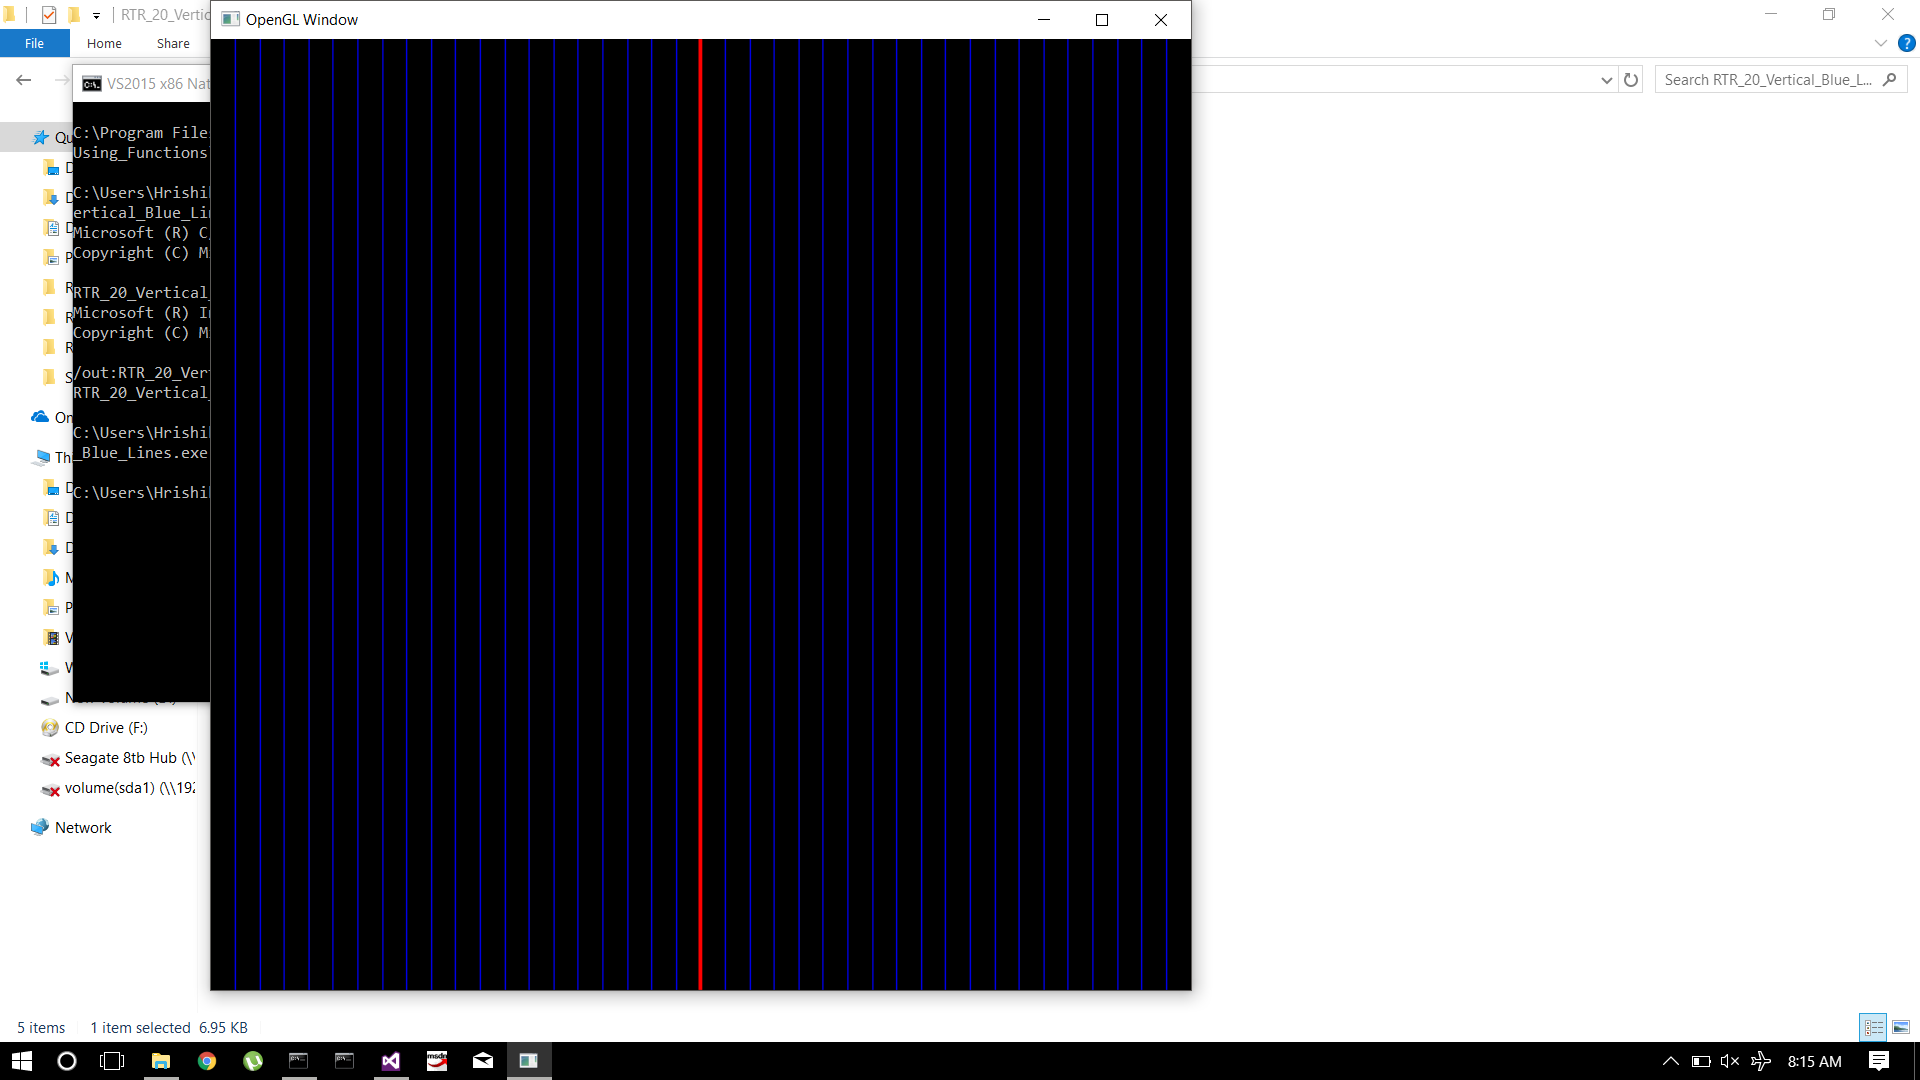 RTR_20_Vertic
OpenGL Window
File
Home
Share
VS2015 x86 Nat
Search RTR_20_Vertical_Blue_L...
C:\Program File
Using_Functions
C:\Users\Hrishi
ertical_Blue_Li
Microsoft (R) C
Copyright (C) M
RTR_20_Vertical_
Microsoft (R) I
Copyright (C) M
/out:RTR_20_Ver
RTR_20_Vertical_
C:\Users\Hrishi
_Blue_Lines.exe
C:\Users\Hrishi
Qu
On
Th
CD Drive (F:)
Seagate 8tb Hub (\\
volume(sda1) (\\192
Network
5 items
1 item selected 6.95 KB
msdn
8:15 AM